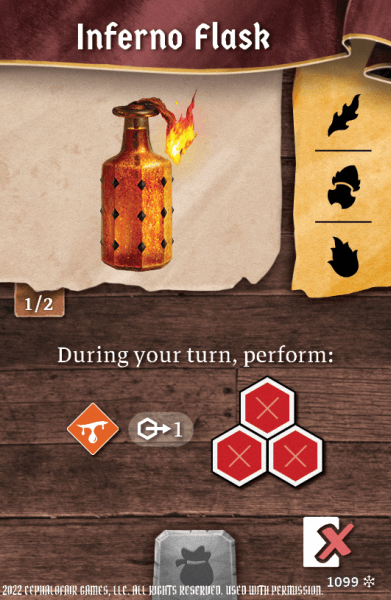 Inferno Flask
1/2
During your turn, perform:
1
1099
2022 CEPHALOFAIR GAMES, LLC. ALL RIGHTS RESERVED. USED WITH PERMISSION.